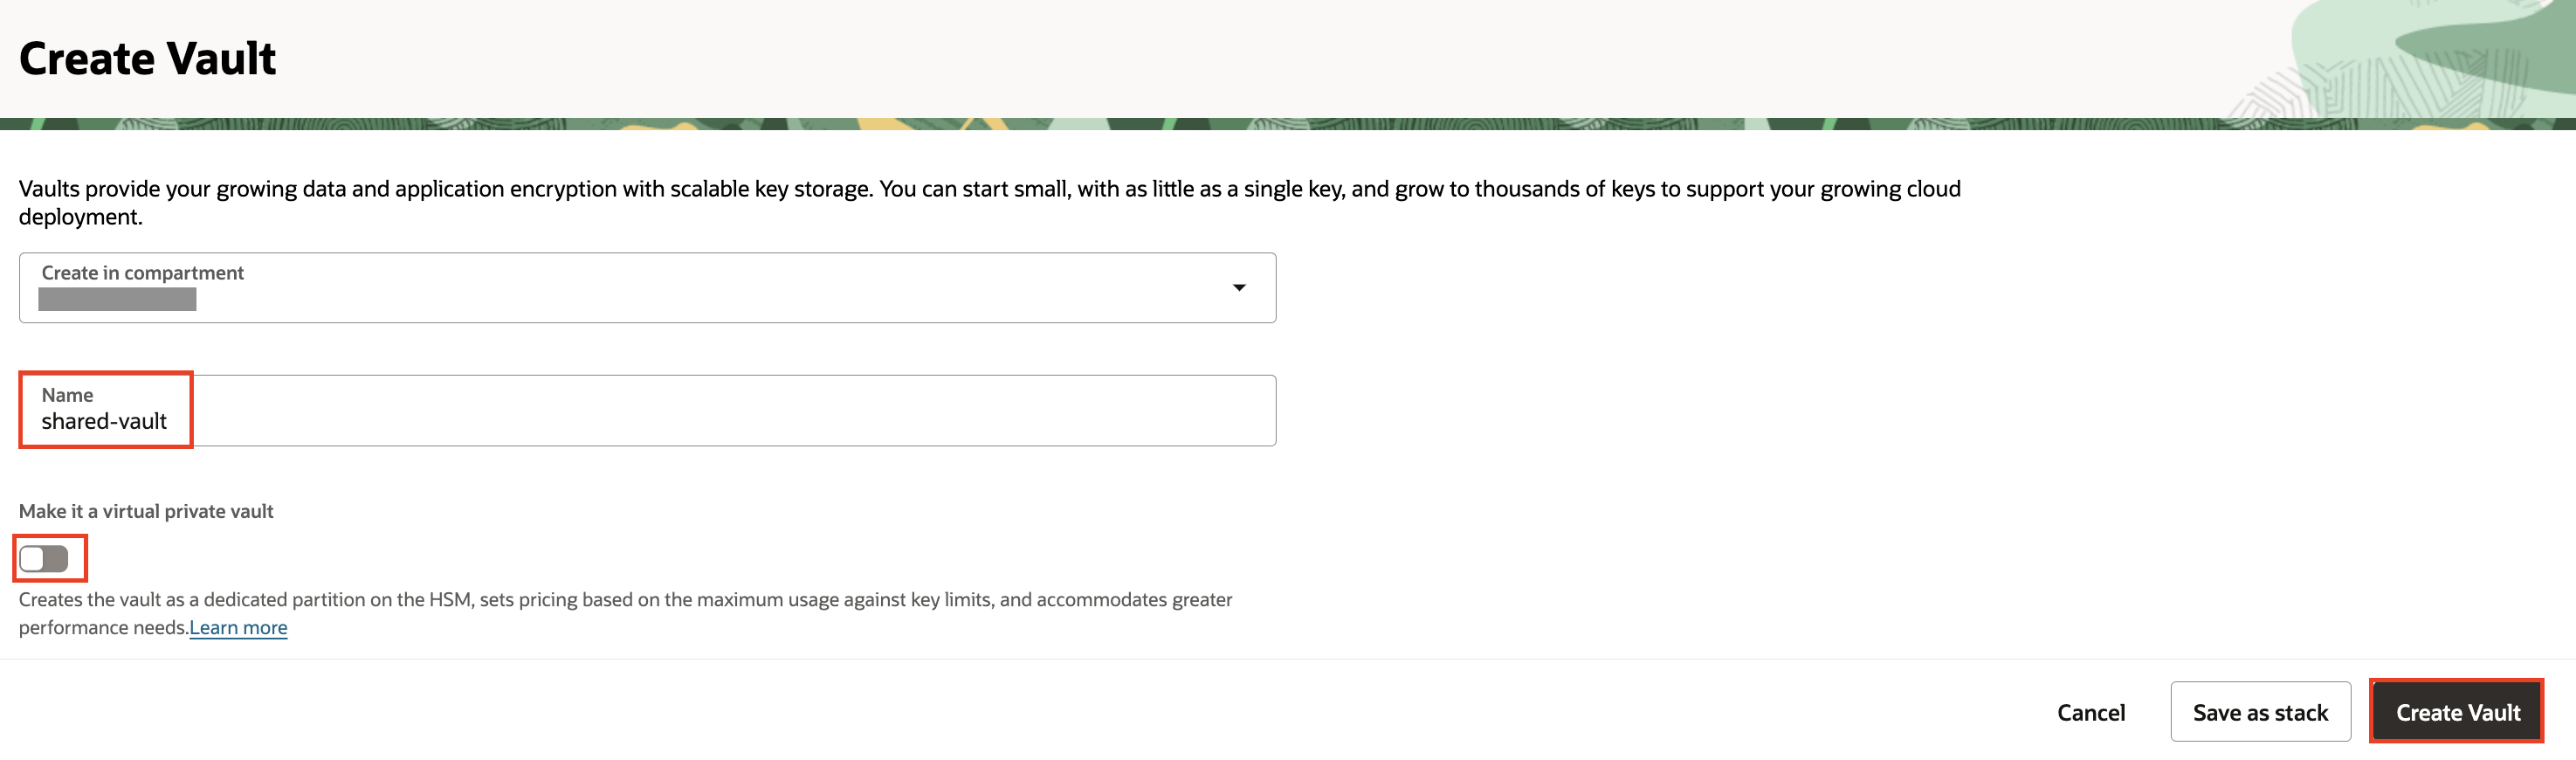 Create Vault
Vaults provide your growing data and application encryption with scalable key storage. You can start small, with as little as a single key, and grow to thousands of keys to support your growing cloud
deployment.
Create in compartment
Name
shared-vault
Make it a virtual private vault
Creates the vault as a dedicated partition on the HSM, sets pricing based on the maximum usage against key limits, and accommodates greater
performance needs.Learn more
Cancel
Save as stack
Create Vault